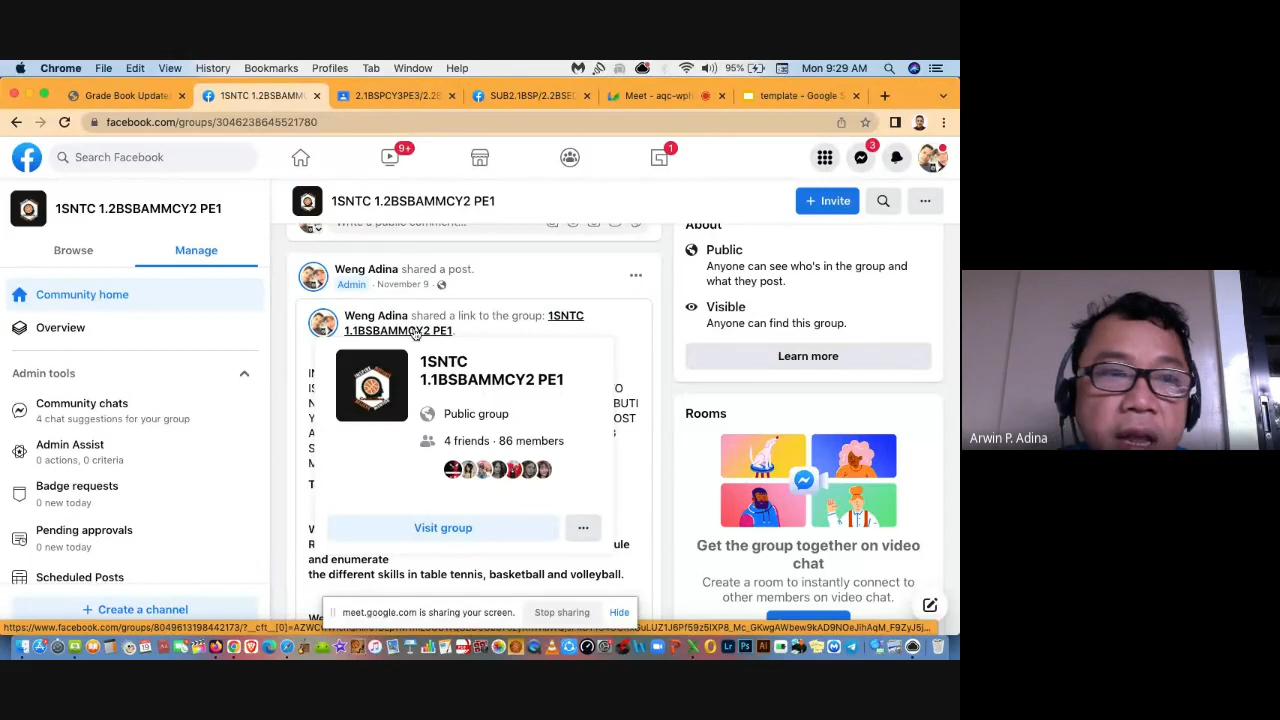 Chrome File Edit View History Bookmarks Profiles Tab Window Help 95% Mon 9:29 AM
Grade Book Update 1SNTC 1.2BSBAMM 2.1BSPCY3PE3/2.2B SUB2.1BSP/2.2BSE Meet - aqc-wph template - Google S
facebook.com/groups/3046238645521780
Search Facebook 9+ 1 3
1SNTC 1.2BSBAMMCY2 PE1
Browse Manage
Community home
Overview
Admin tools
Community chats
4 chat suggestions for your group
Admin Assist
0 actions, 0 criteria
Badge requests
0 new today
Pending approvals
0 new today
Scheduled Posts
+ Create a channel
1SNTC 1.2BSBAMMCY2 PE1
+ Invite
Write a public comment...
Weng Adina shared a post.
Admin · November 9 ·
Weng Adina shared a link to the group: 1SNTC
1.1BSBAMMCY2 PE1.
1SNTC
1.1BSBAMMCY2 PE1
Public group
4 friends · 86 members
Visit group
and enumerate
the different skills in table tennis, basketball and volleyball.
meet.google.com is sharing your screen. Stop sharing Hide
About
Public
Anyone can see who's in the group and
what they post.
Visible
Anyone can find this group.
Learn more
Rooms
Get the group together on video
chat
Create a room to instantly connect to
other members on video chat.
Arwin P. Adina